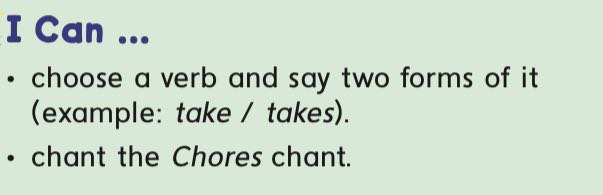 I Can ...
• choose a verb and say two forms of it
(example: take / takes).
• chant the Chores chant.